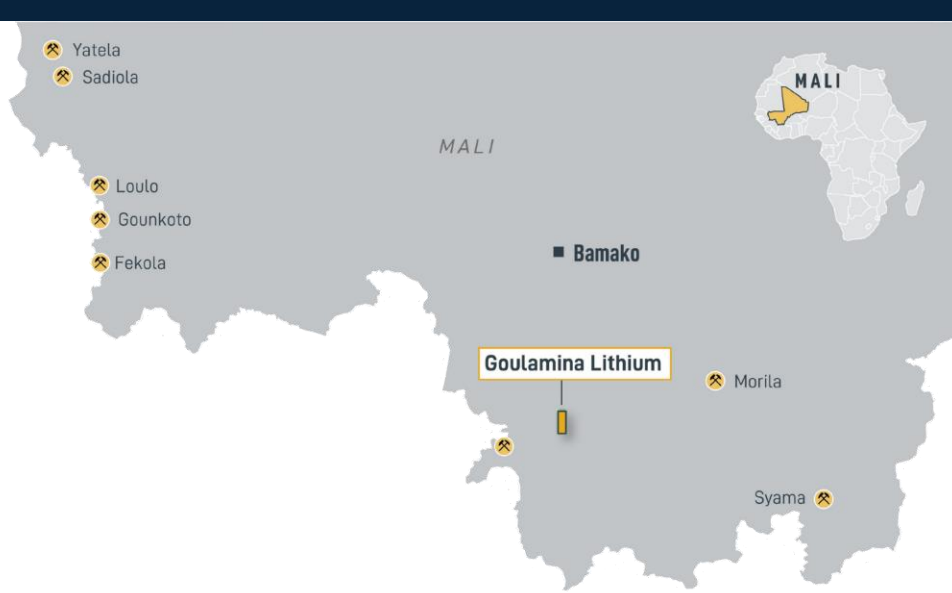 Yatela
Sadiola
MALI
MALI
Loulo
Gounkoto
Bamako
Fekola
Goulamina Lithium
Morila
Syama